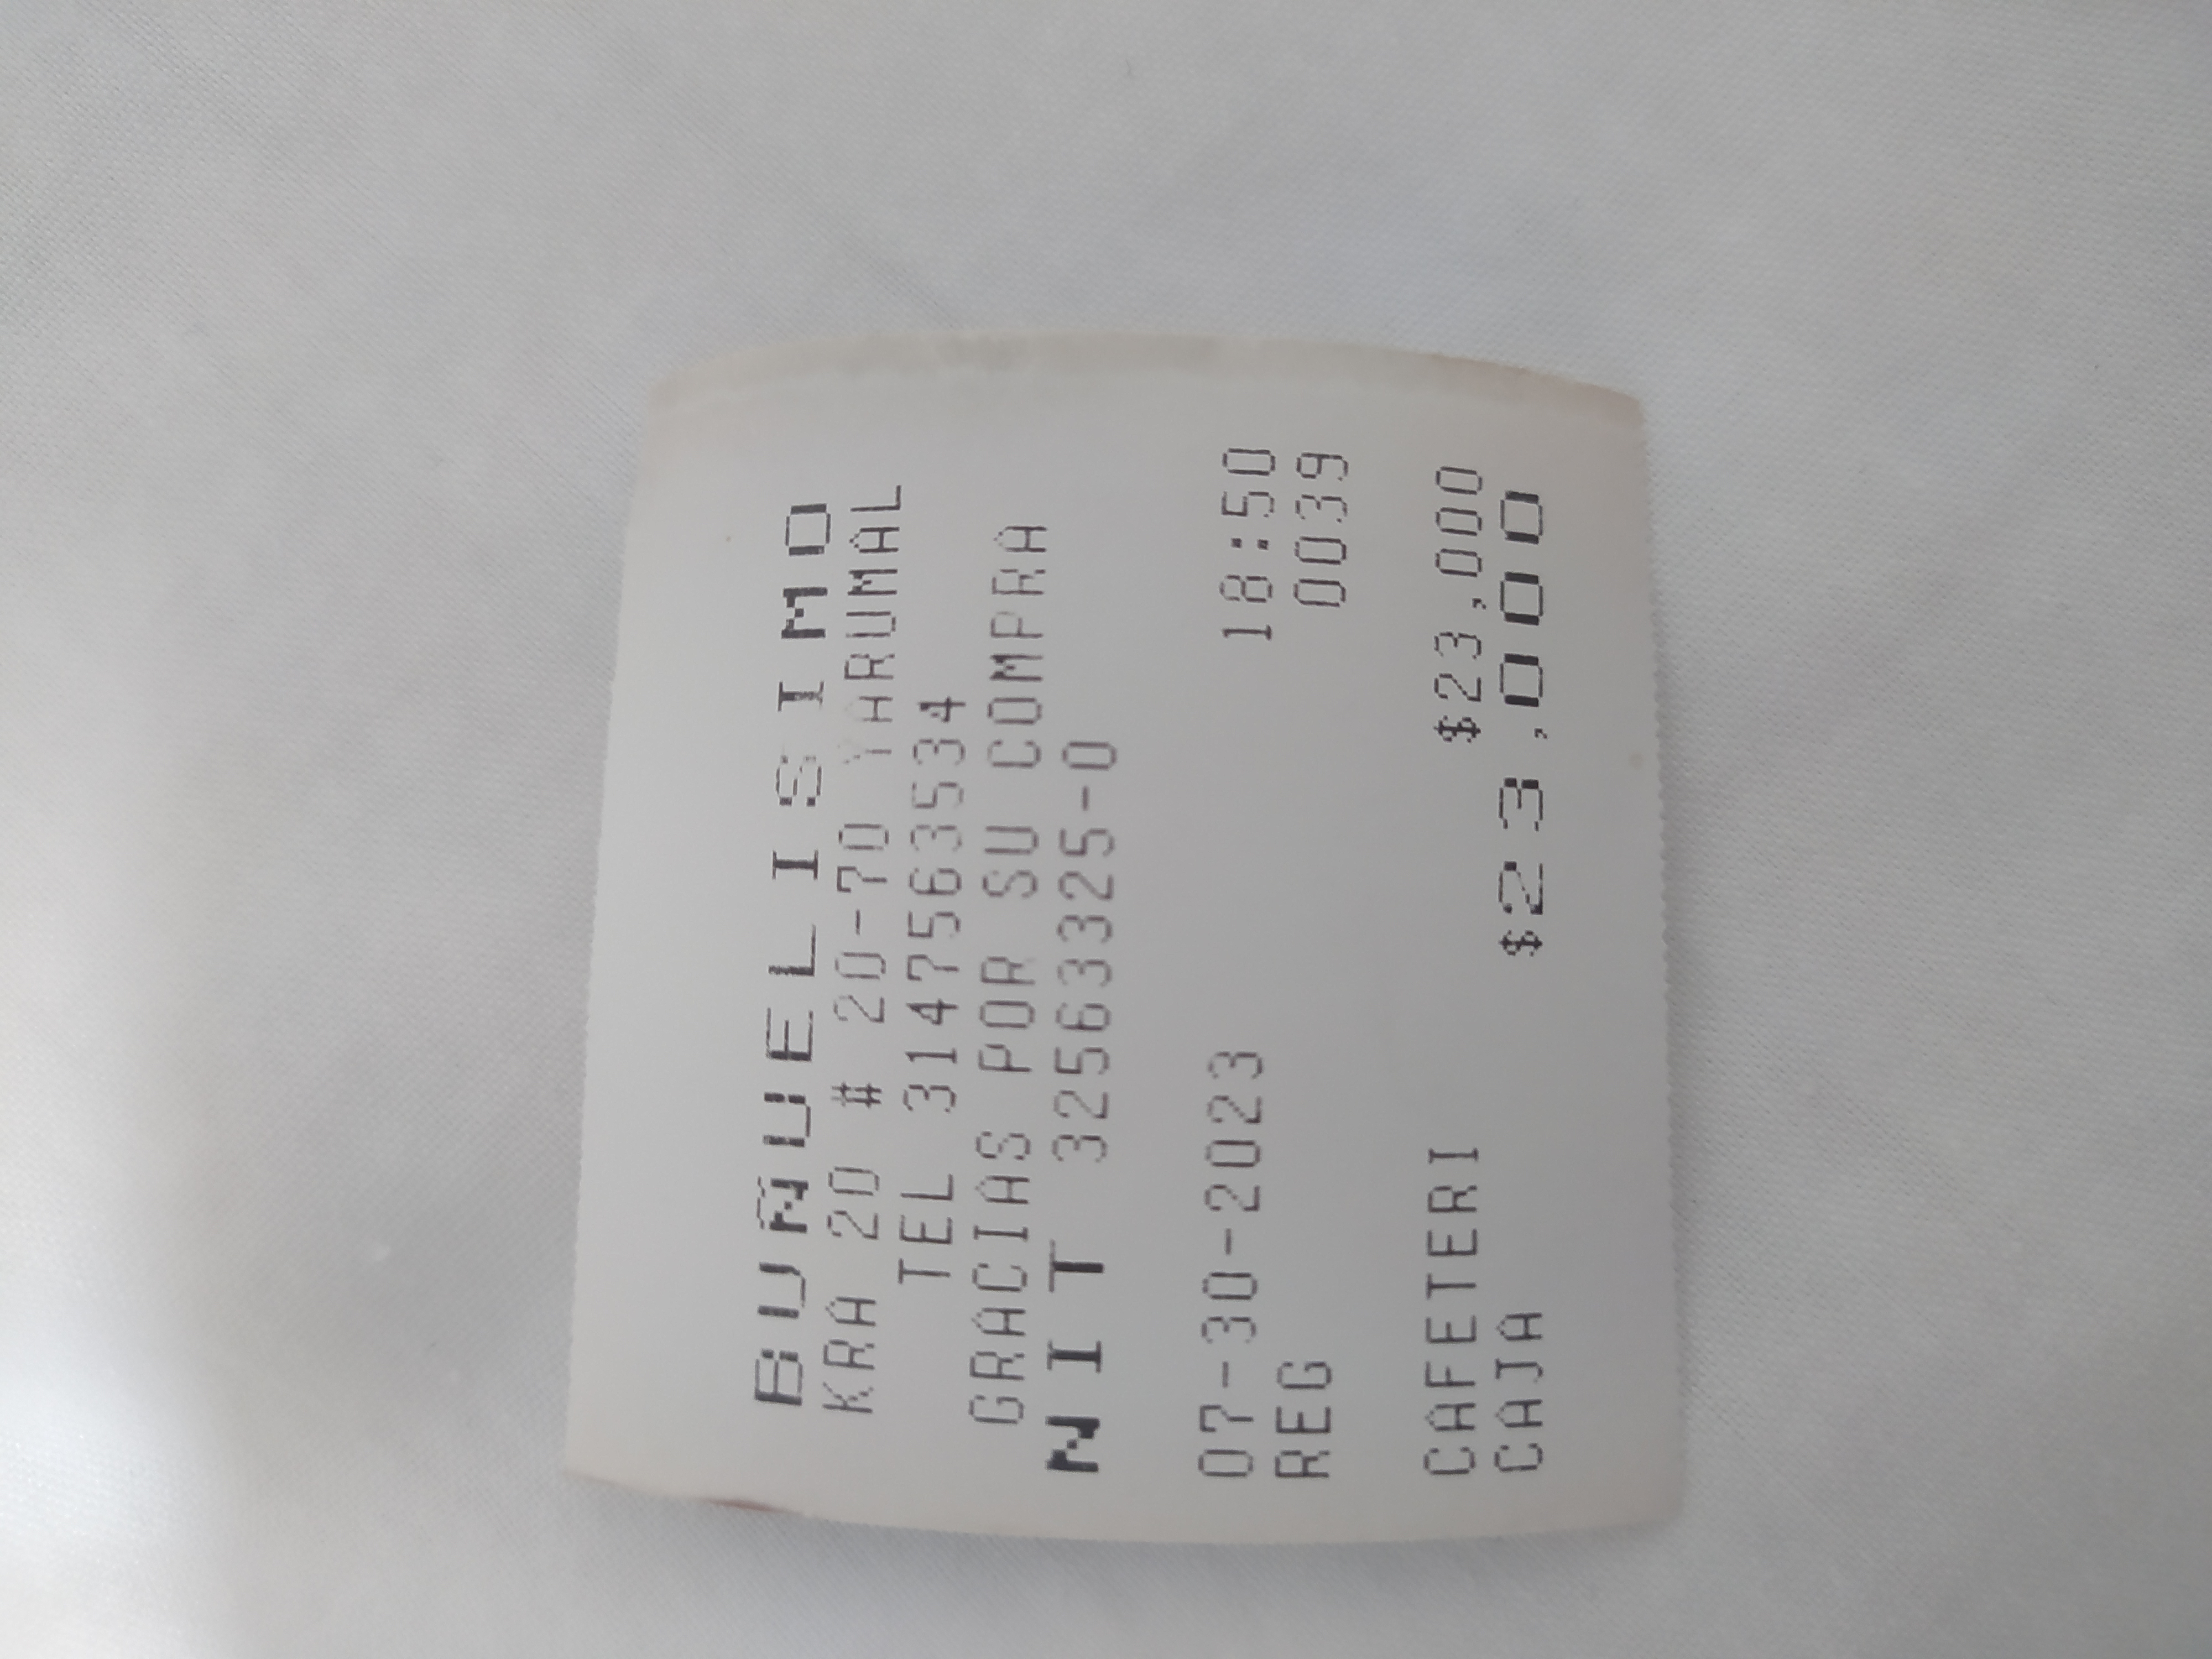 BUÑUELISIMO
KRA 20 # 20-70 YARUMAL
TEL 3147563534
GRACIAS POR SU COMPRA
NIT 32563325-0
07-30-2023 18:50
REG 0039
CAFETERI $23,000
CAJA $23,000